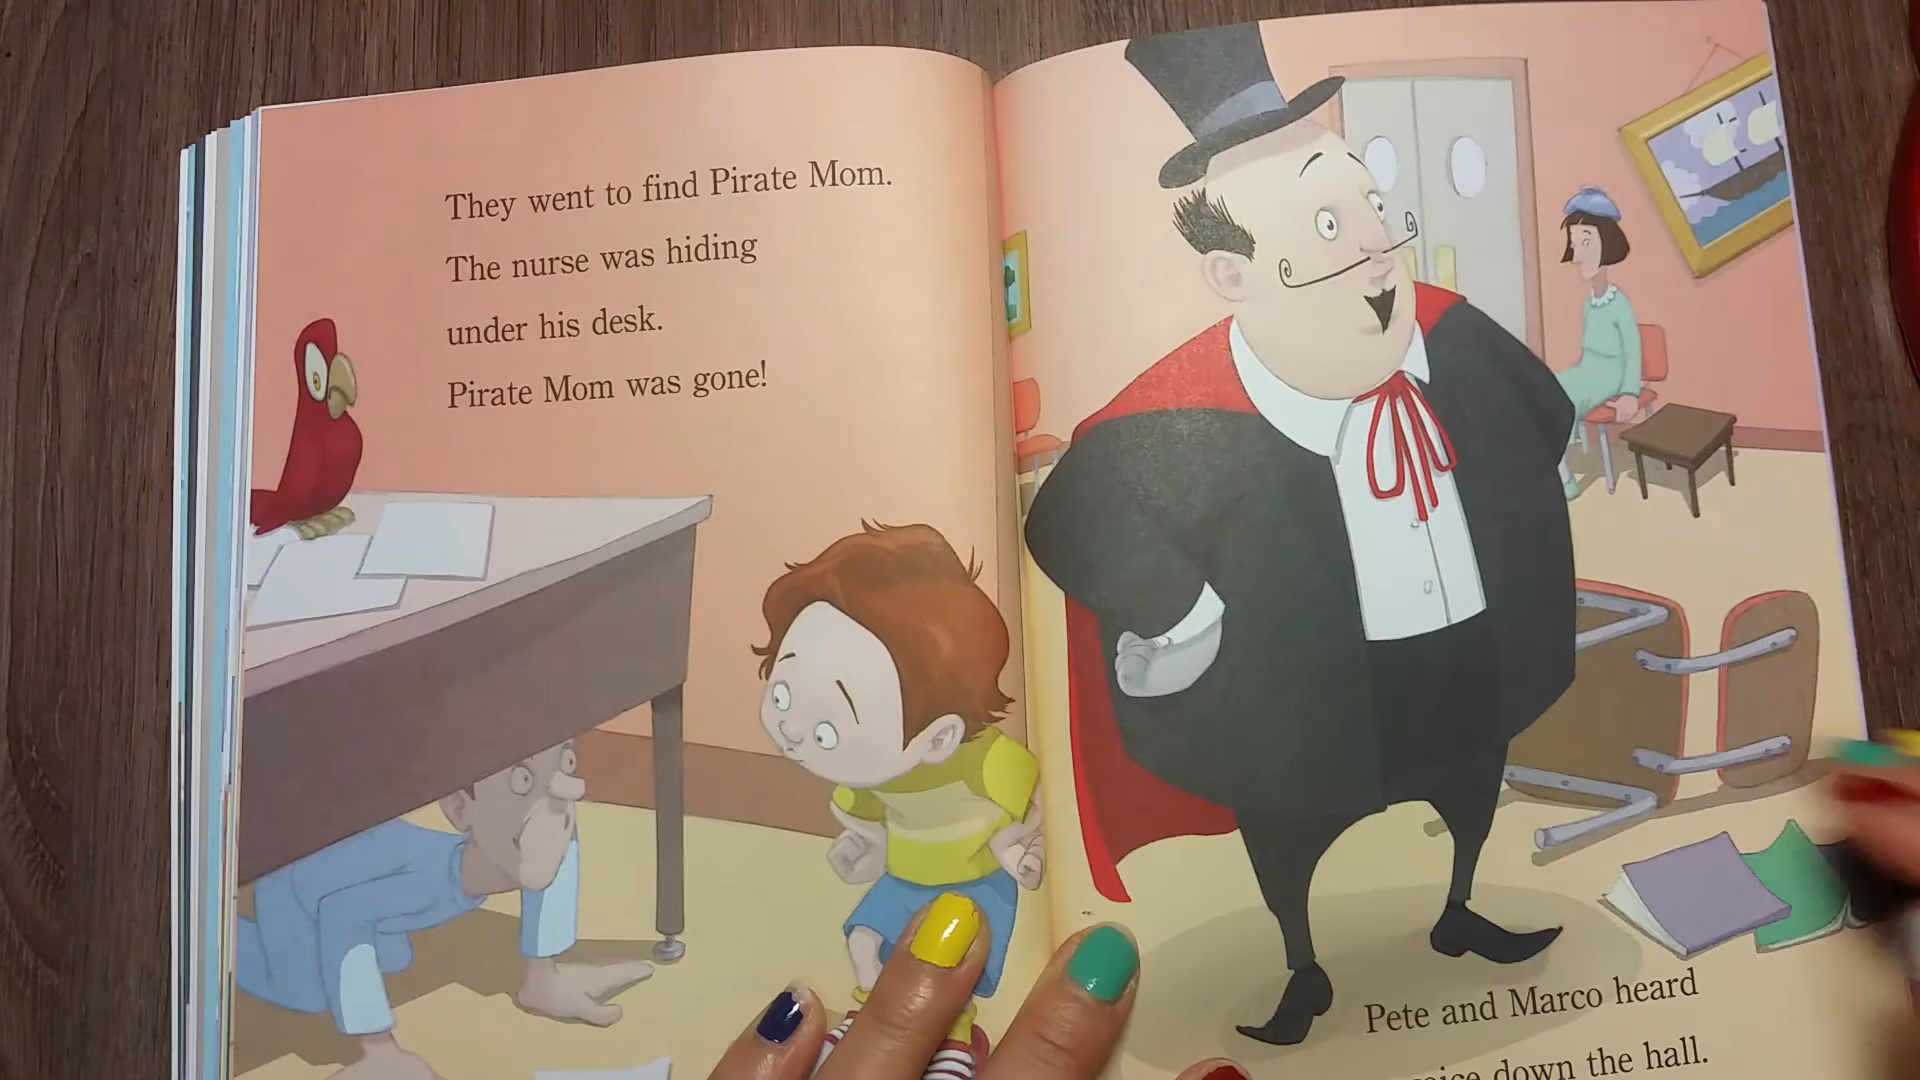 They went to find Pirate Mom.
The nurse was hiding
under his desk.
Pirate Mom was gone!
Pete and Marco heard
down the hall.